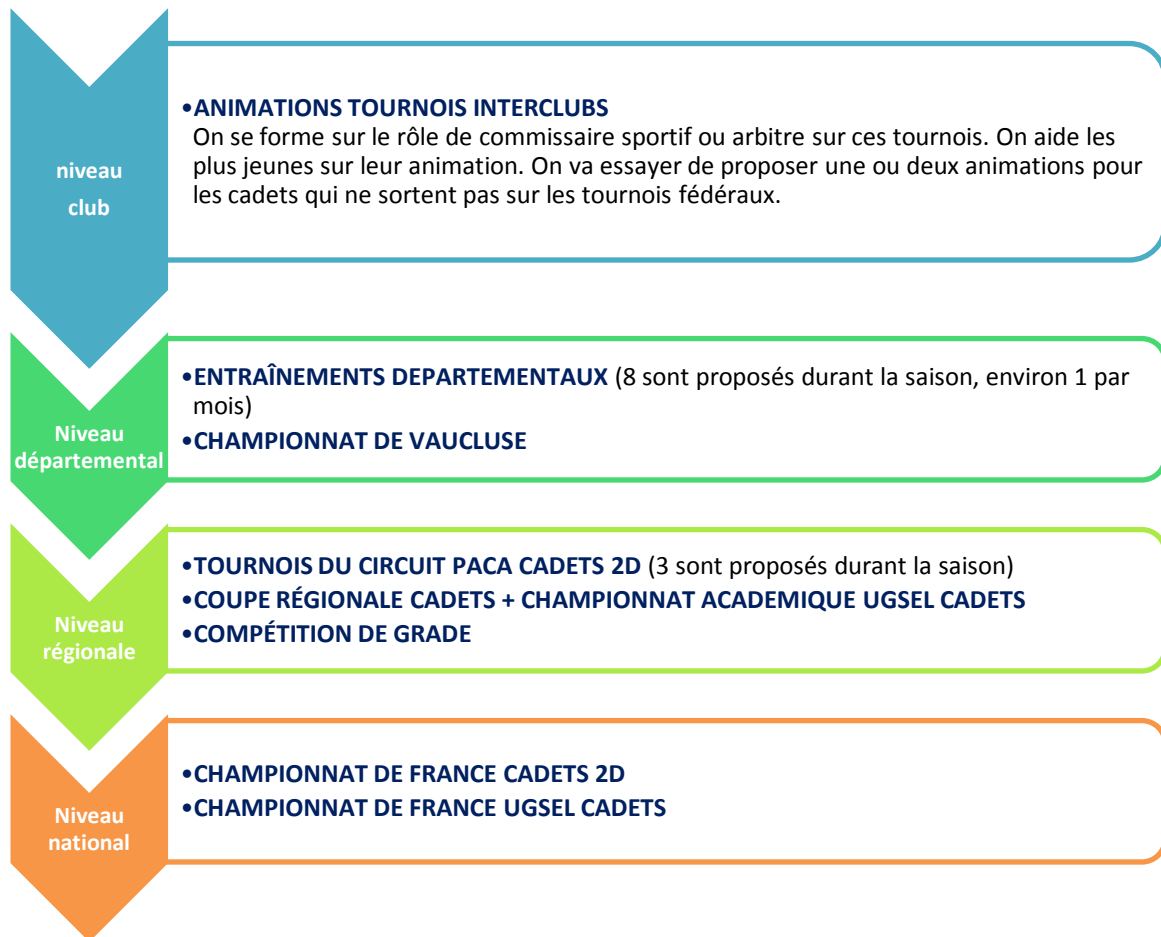 niveau
club
•ANIMATIONS TOURNOIS INTERCLUBS
On se forme sur le rôle de commissaire sportif ou arbitre sur ces tournois. On aide les
plus jeunes sur leur animation. On va essayer de proposer une ou deux animations pour
les cadets qui ne sortent pas sur les tournois fédéraux.
Niveau
départemental
•ENTRAÎNEMENTS DEPARTEMENTAUX (8 sont proposés durant la saison, environ 1 par
mois)
•CHAMPIONNAT DE VAUCLUSE
Niveau
régionale
•TOURNOIS DU CIRCUIT PACA CADETS 2D (3 sont proposés durant la saison)
•COUPE RÉGIONALE CADETS + CHAMPIONNAT ACADEMIQUE UGSEL CADETS
•COMPÉTITION DE GRADE
Niveau
national
•CHAMPIONNAT DE FRANCE CADETS 2D
•CHAMPIONNAT DE FRANCE UGSEL CADETS